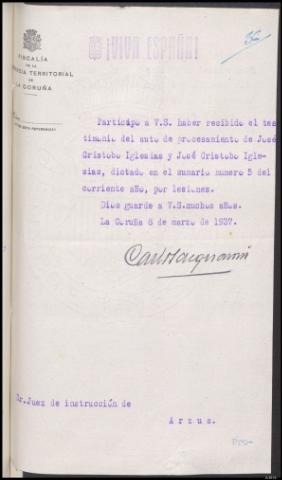 ¡VIVA ESPAÑA!
36
FISCALÍA
DE LA
AUDIENCIA TERRITORIAL
DE
LA CORUÑA
Participo a V.S. haber recibido el tes
timonio del auto de procesamiento de José
Cristobo Iglesias y José Cristobo Igle-
sias, dictado en el sumario numero 5 del
corriente año, por lesiones.
Dios guarde a V.S.muchos años.
La Coruña 6 de marzo de 1937.
Sr.Juez de instrucción de
Arzua.